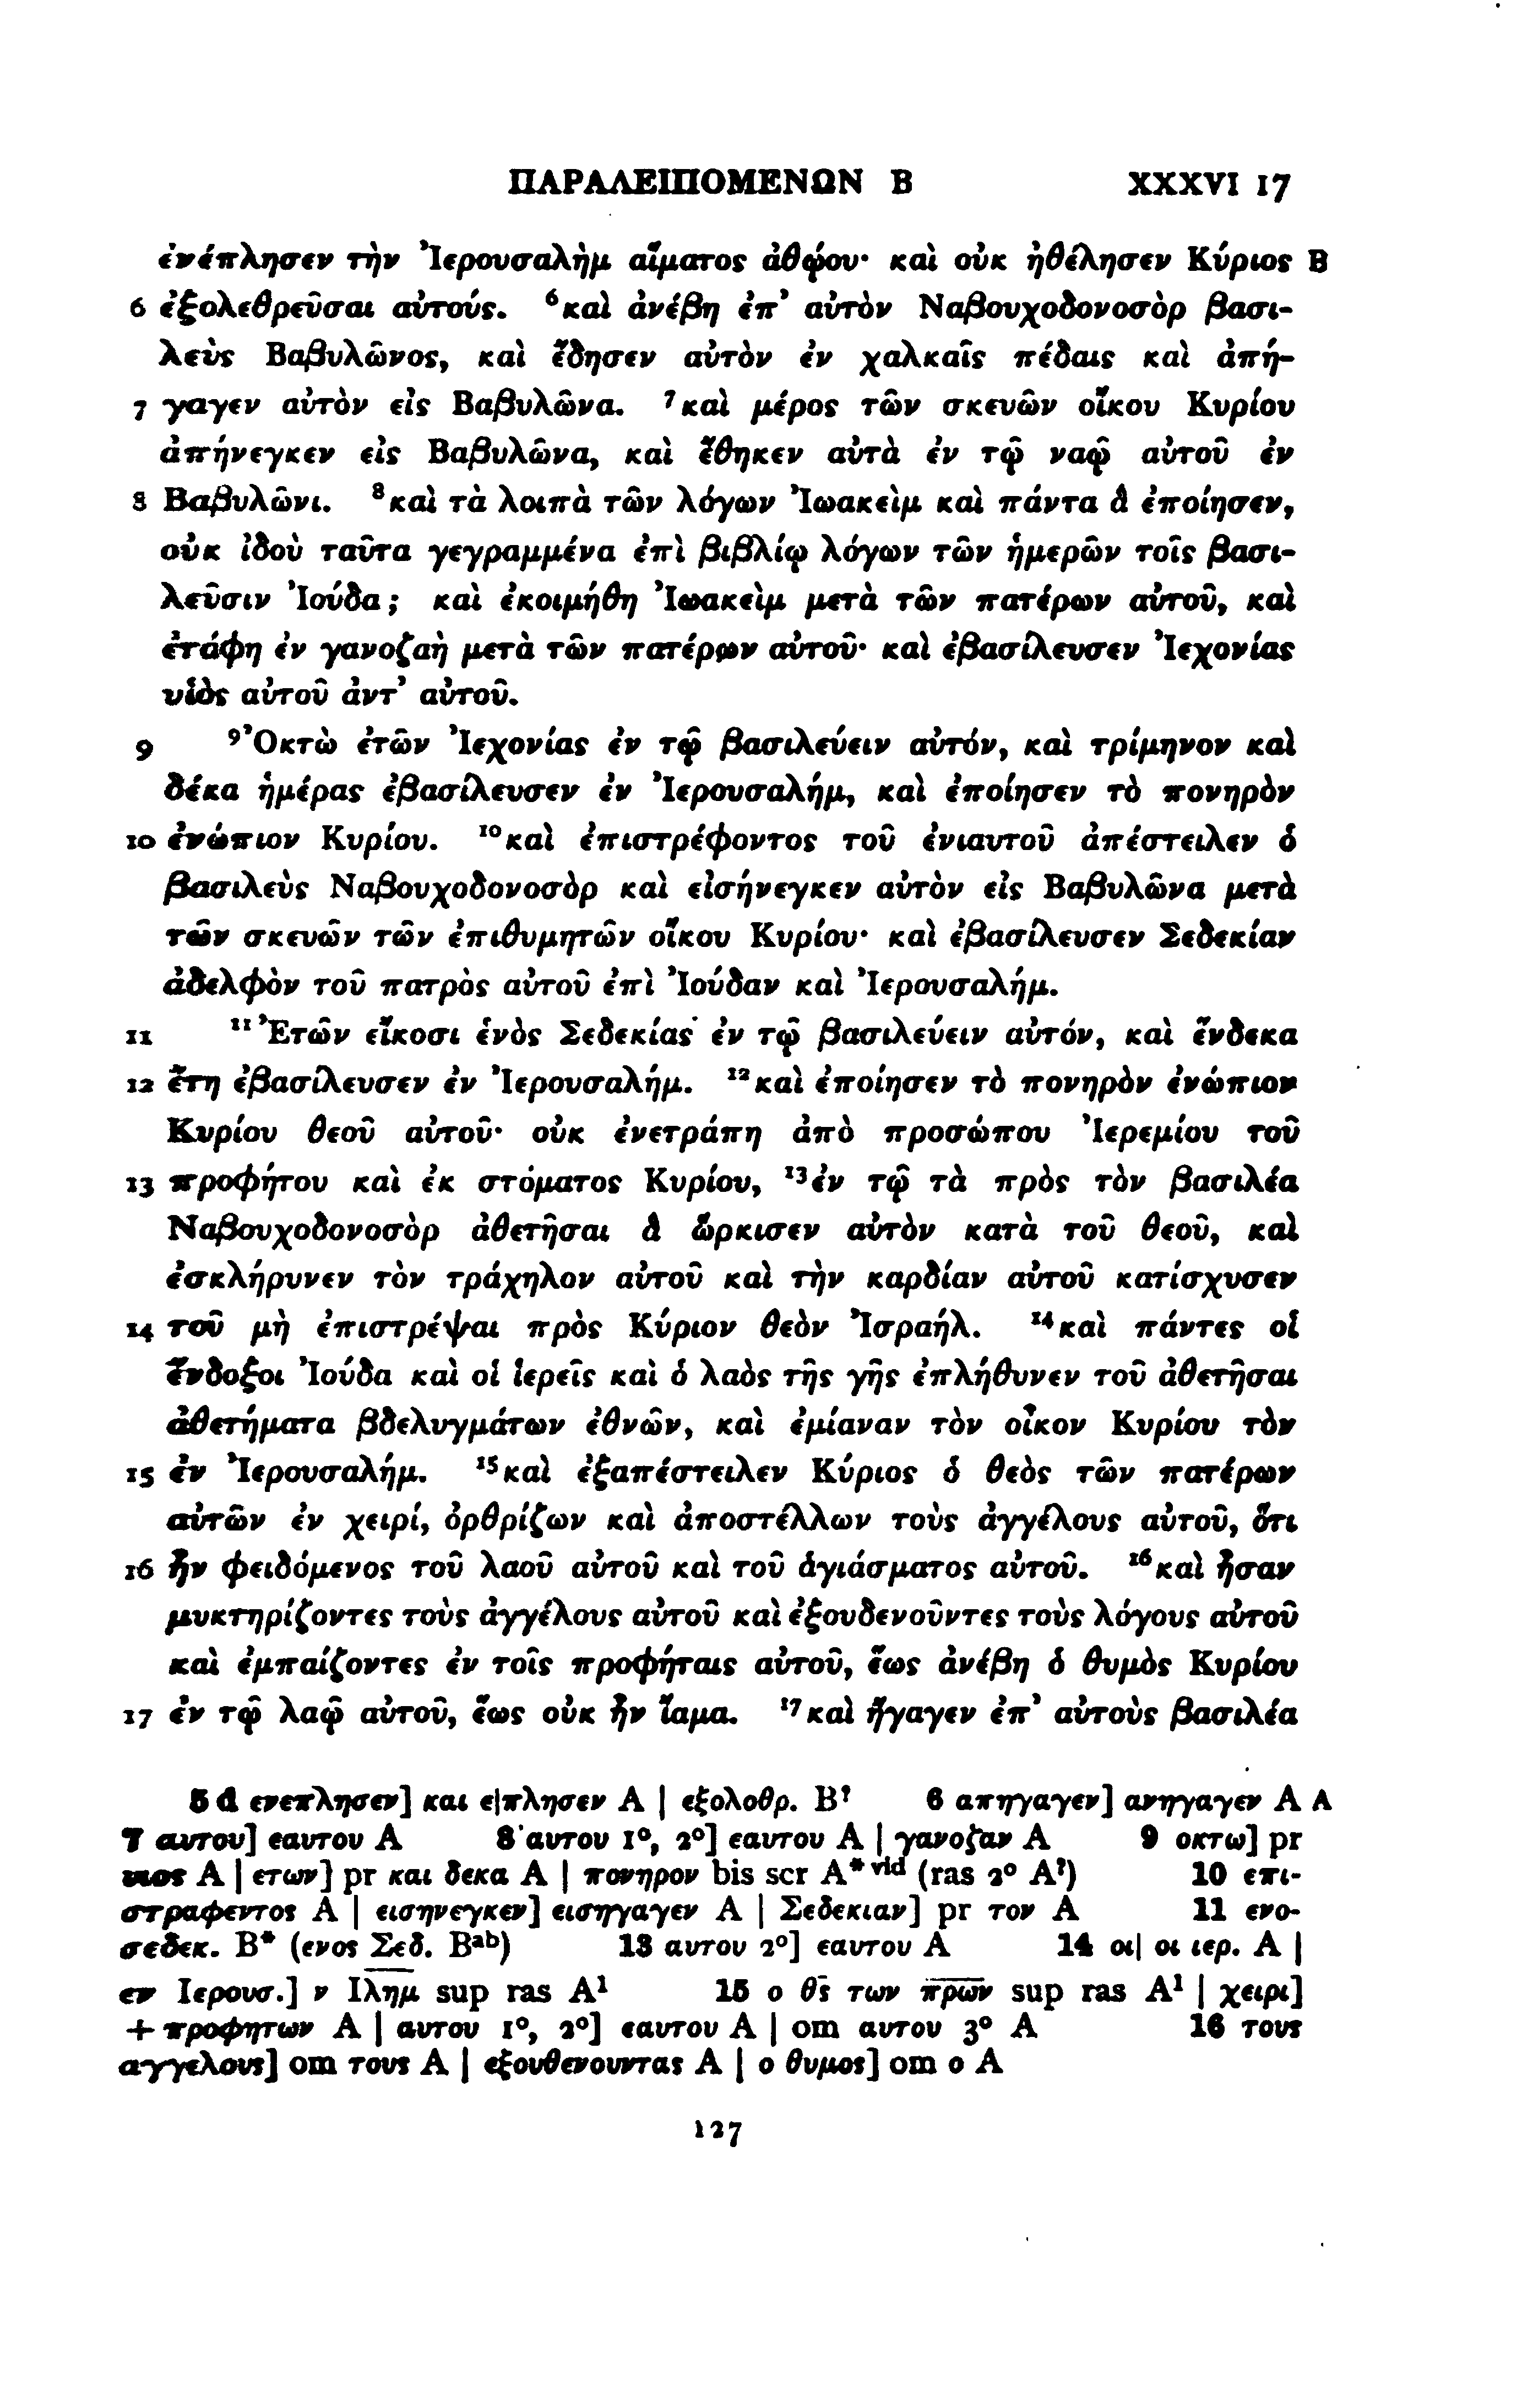 ΠΑΡΑΛΕΙΠΟΜΕΝΩΝ Β XXXVI 17
ἐνέπλησεν τὴν Ἰερουσαλὴμ αἵματος ἀθῴου· καὶ οὐκ ἠθέλησεν Κύριος B
6 ἐξολεθρεῦσαι αὐτούς. ⁶καὶ ἀνέβη ἐπ’ αὐτὸν Ναβουχοδονοσὸρ βασι-
λεὺς Βαβυλῶνος, καὶ ἔδησεν αὐτὸν ἐν χαλκαῖς πέδαις καὶ ἀπή-
7 γαγεν αὐτὸν εἰς Βαβυλῶνα. ⁷καὶ μέρος τῶν σκευῶν οἴκου Κυρίου
ἀπήνεγκεν εἰς Βαβυλῶνα, καὶ ἔθηκεν αὐτὰ ἐν τῷ ναῷ αὐτοῦ ἐν
8 Βαβυλῶνι. ⁸καὶ τὰ λοιπὰ τῶν λόγων Ἰωακεὶμ καὶ πάντα ἃ ἐποίησεν,
οὐκ ἰδοὺ ταῦτα γεγραμμένα ἐπὶ βιβλίῳ λόγων τῶν ἡμερῶν τοῖς βασι-
λεῦσιν Ἰούδα; καὶ ἐκοιμήθη Ἰωακεὶμ μετὰ τῶν πατέρων αὐτοῦ, καὶ
ἐτάφη ἐν γανοζαὴ μετὰ τῶν πατέρων αὐτοῦ· καὶ ἐβασίλευσεν Ἰεχονίας
υἱὸς αὐτοῦ ἀντ’ αὐτοῦ.
9 ⁹Ὀκτὼ ἐτῶν Ἰεχονίας ἐν τῷ βασιλεύειν αὐτόν, καὶ τρίμηνον καὶ
δέκα ἡμέρας ἐβασίλευσεν ἐν Ἰερουσαλήμ, καὶ ἐποίησεν τὸ πονηρὸν
10 ἐνώπιον Κυρίου. ¹⁰καὶ ἐπιστρέφοντος τοῦ ἐνιαυτοῦ ἀπέστειλεν ὁ
βασιλεὺς Ναβουχοδονοσὸρ καὶ εἰσήνεγκεν αὐτὸν εἰς Βαβυλῶνα μετὰ
τῶν σκευῶν τῶν ἐπιθυμητῶν οἴκου Κυρίου· καὶ ἐβασίλευσεν Σεδεκίαν
ἀδελφὸν τοῦ πατρὸς αὐτοῦ ἐπὶ Ἰούδαν καὶ Ἰερουσαλήμ.
11 ¹¹Ἐτῶν εἴκοσι ἑνὸς Σεδεκίας ἐν τῷ βασιλεύειν αὐτόν, καὶ ἕνδεκα
12 ἔτη ἐβασίλευσεν ἐν Ἰερουσαλήμ. ¹²καὶ ἐποίησεν τὸ πονηρὸν ἐνώπιον
Κυρίου θεοῦ αὐτοῦ· οὐκ ἐνετράπη ἀπὸ προσώπου Ἰερεμίου τοῦ
13 προφήτου καὶ ἐκ στόματος Κυρίου, ¹³ἐν τῷ τὰ πρὸς τὸν βασιλέα
Ναβουχοδονοσὸρ ἀθετῆσαι ἃ ὥρκισεν αὐτὸν κατὰ τοῦ θεοῦ, καὶ
ἐσκλήρυνεν τὸν τράχηλον αὐτοῦ καὶ τὴν καρδίαν αὐτοῦ κατίσχυσεν
14 τοῦ μὴ ἐπιστρέψαι πρὸς Κύριον θεὸν Ἰσραήλ. ¹⁴καὶ πάντες οἱ
ἔνδοξοι Ἰούδα καὶ οἱ ἱερεῖς καὶ ὁ λαὸς τῆς γῆς ἐπλήθυνεν τοῦ ἀθετῆσαι
ἀθετήματα βδελυγμάτων ἐθνῶν, καὶ ἐμίαναν τὸν οἶκον Κυρίου τὸν
15 ἐν Ἰερουσαλήμ. ¹⁵καὶ ἐξαπέστειλεν Κύριος ὁ θεὸς τῶν πατέρων
αὐτῶν ἐν χειρί, ὀρθρίζων καὶ ἀποστέλλων τοὺς ἀγγέλους αὐτοῦ, ὅτι
16 ἦν φειδόμενος τοῦ λαοῦ αὐτοῦ καὶ τοῦ ἁγιάσματος αὐτοῦ. ¹⁶καὶ ἦσαν
μυκτηρίζοντες τοὺς ἀγγέλους αὐτοῦ καὶ ἐξουδενοῦντες τοὺς λόγους αὐτοῦ
καὶ ἐμπαίζοντες ἐν τοῖς προφήταις αὐτοῦ, ἕως ἀνέβη ὁ θυμὸς Κυρίου
17 ἐν τῷ λαῷ αὐτοῦ, ἕως οὐκ ἦν ἴαμα. ¹⁷καὶ ἤγαγεν ἐπ’ αὐτοὺς βασιλέα
5 d ενεπλησεν] και ε|πλησεν A | εξολοθρ. B? 6 απηγαγεν] ανηγαγεν A A
7 αυτου] εαυτου A 8 αυτου 1°, 2°] εαυτου A | γανοζαν A 9 οκτω] pr
υιος A | ετων] pr και δεκα A | πονηρον bis scr A* vid (ras 2° A?) 10 επι-
στραφεντος A | εισηνεγκεν] εισηγαγεν A | Σεδεκιαν] pr τον A 11 ενο-
σεδεκ. B* (ενος Σεδ. Bᵃᵇ) 13 αυτου 2°] εαυτου A 14 οι| οι ιερ. A |
εν Ιερουσ.] ν Ιλη̅μ̅ sup ras A¹ 15 ο θ̅ς̅ των π̅ρ̅ω̅ν̅ sup ras A¹ | χειρι]
+ προφητων A | αυτου 1°, 2°] εαυτου A | om αυτου 3° A 16 τους
αγγελους] om τους A | εξουθενουντας A | ο θυμος] om ο A
127